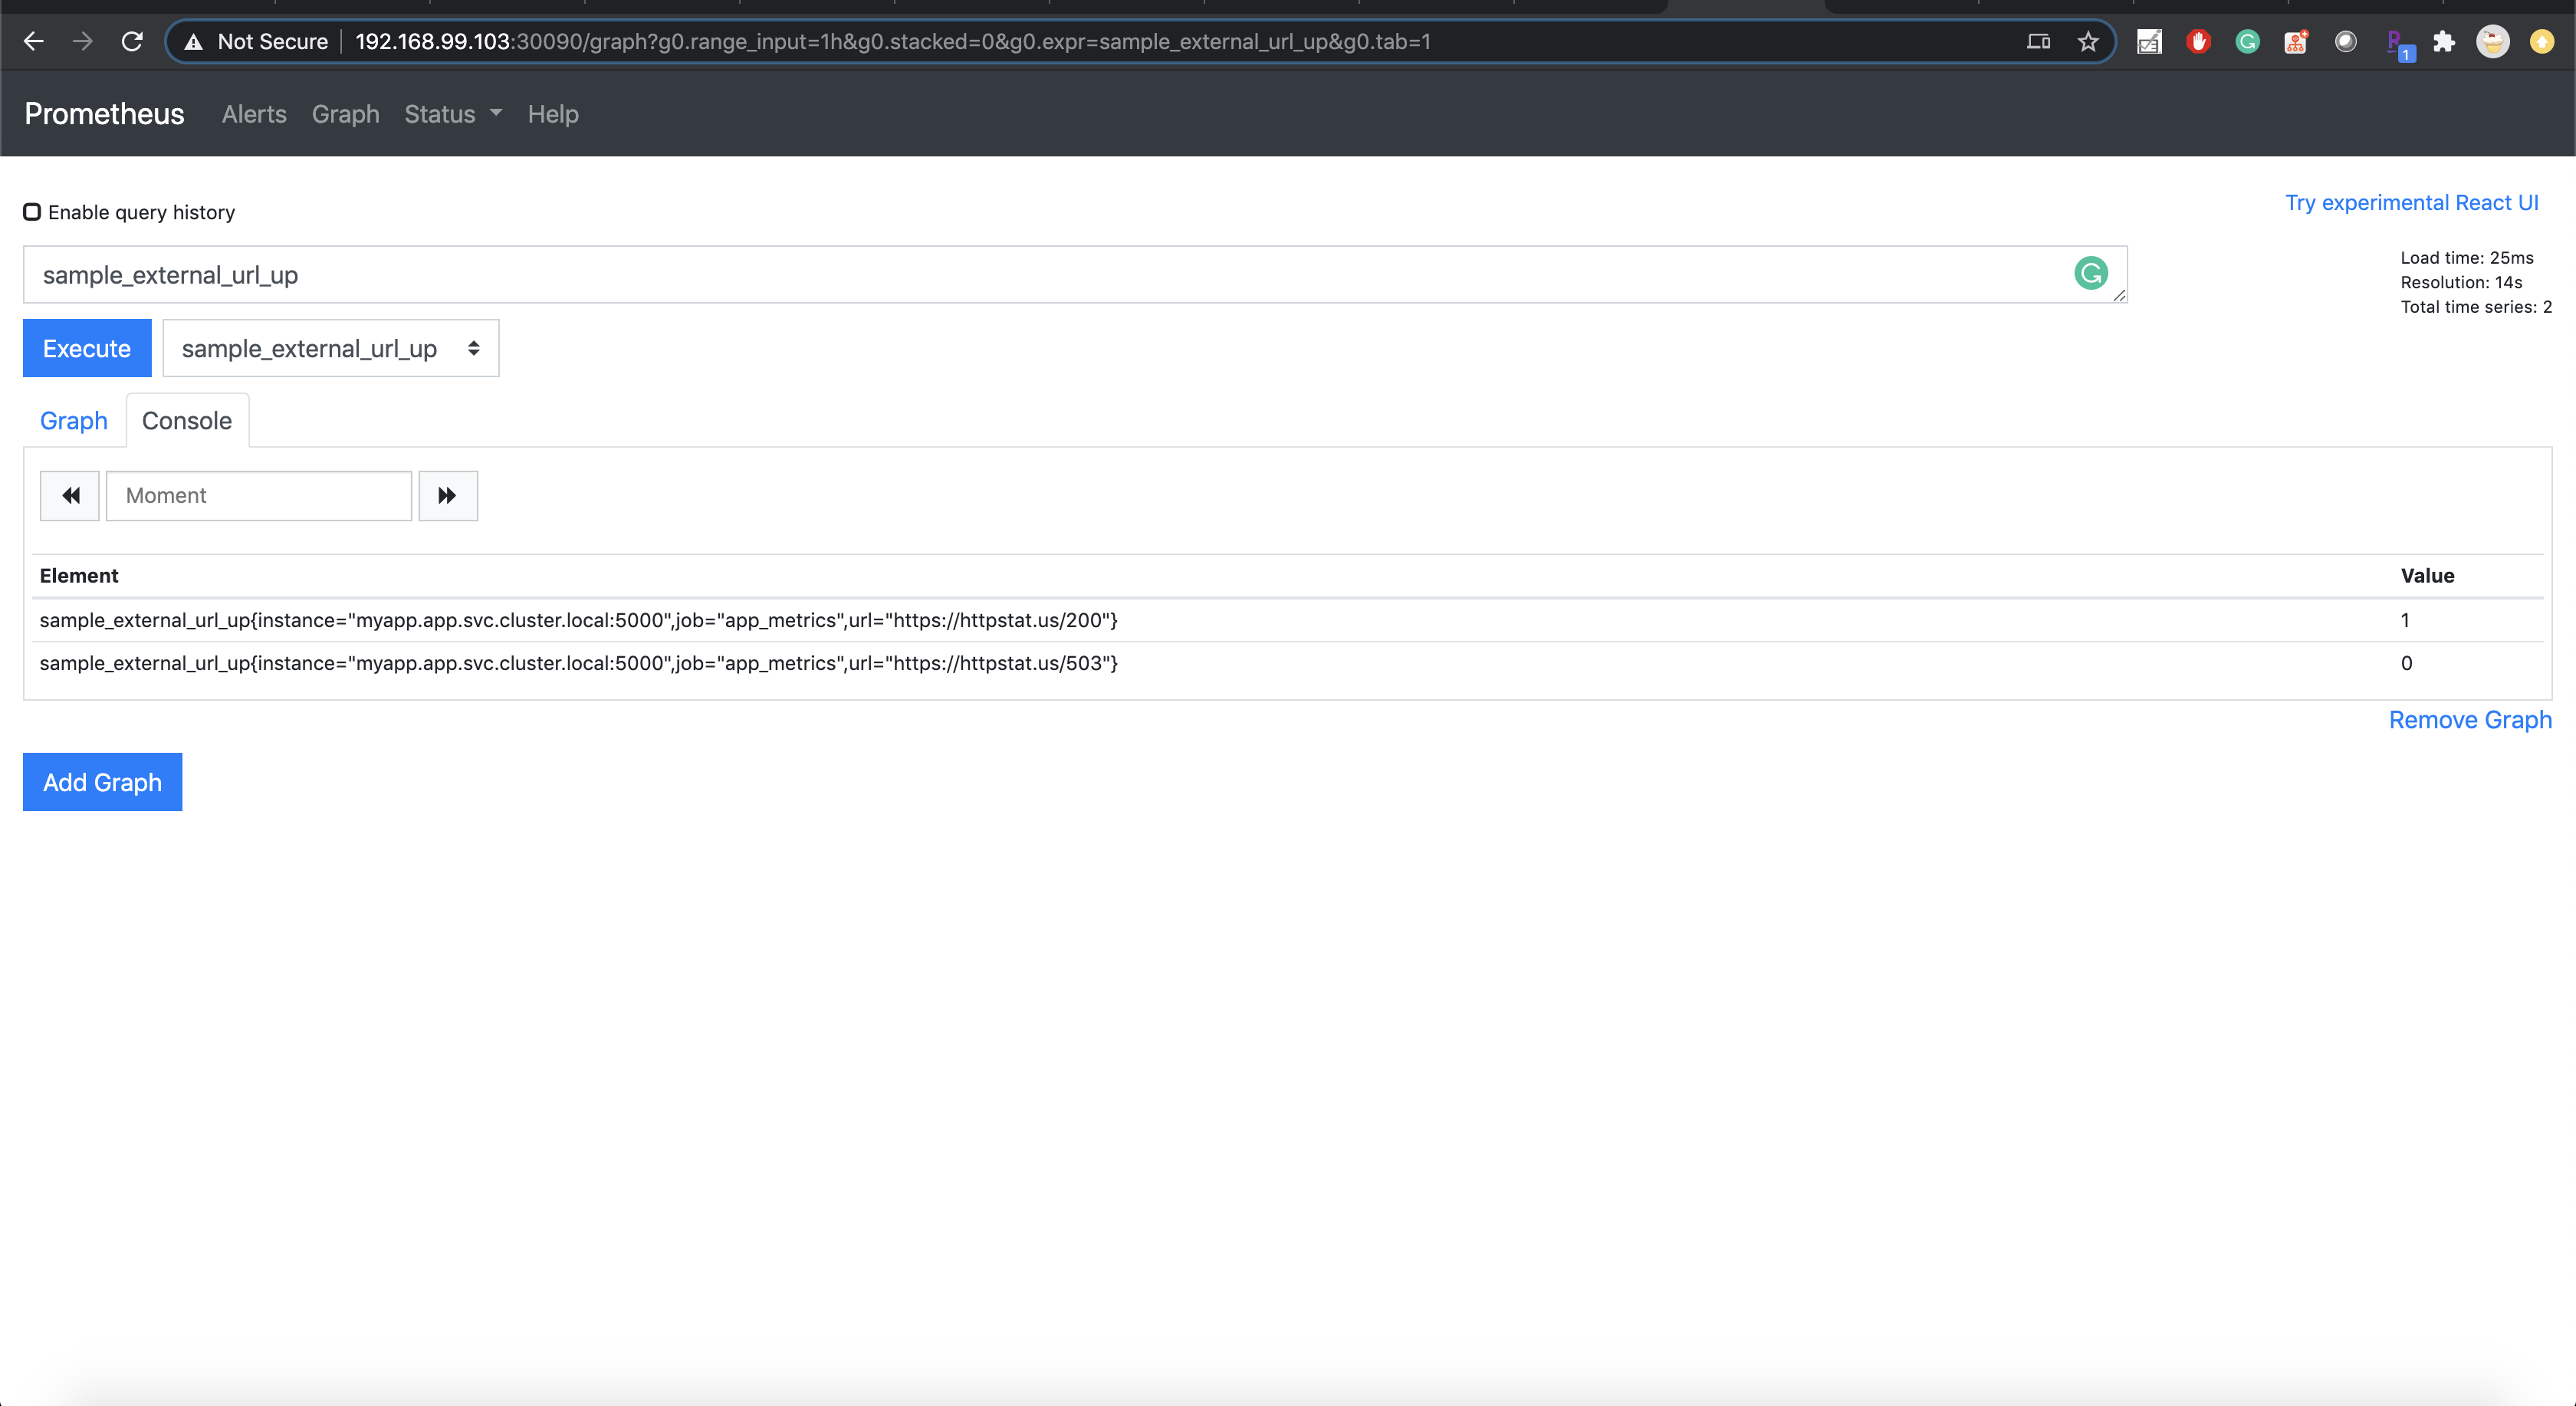 Not Secure 192.168.99.103:30090/graph?g0.range_input=1h&g0.stacked=0&g0.expr=sample_external_url_up&g0.tab=1
1
Prometheus Alerts Graph Status Help
Enable query history
Try experimental React UI
sample_external_url_up
Load time: 25ms
Resolution: 14s
Total time series: 2
Execute sample_external_url_up
Graph Console
Moment
Element Value
sample_external_url_up{instance="myapp.app.svc.cluster.local:5000",job="app_metrics",url="https://httpstat.us/200"} 1
sample_external_url_up{instance="myapp.app.svc.cluster.local:5000",job="app_metrics",url="https://httpstat.us/503"} 0
Remove Graph
Add Graph